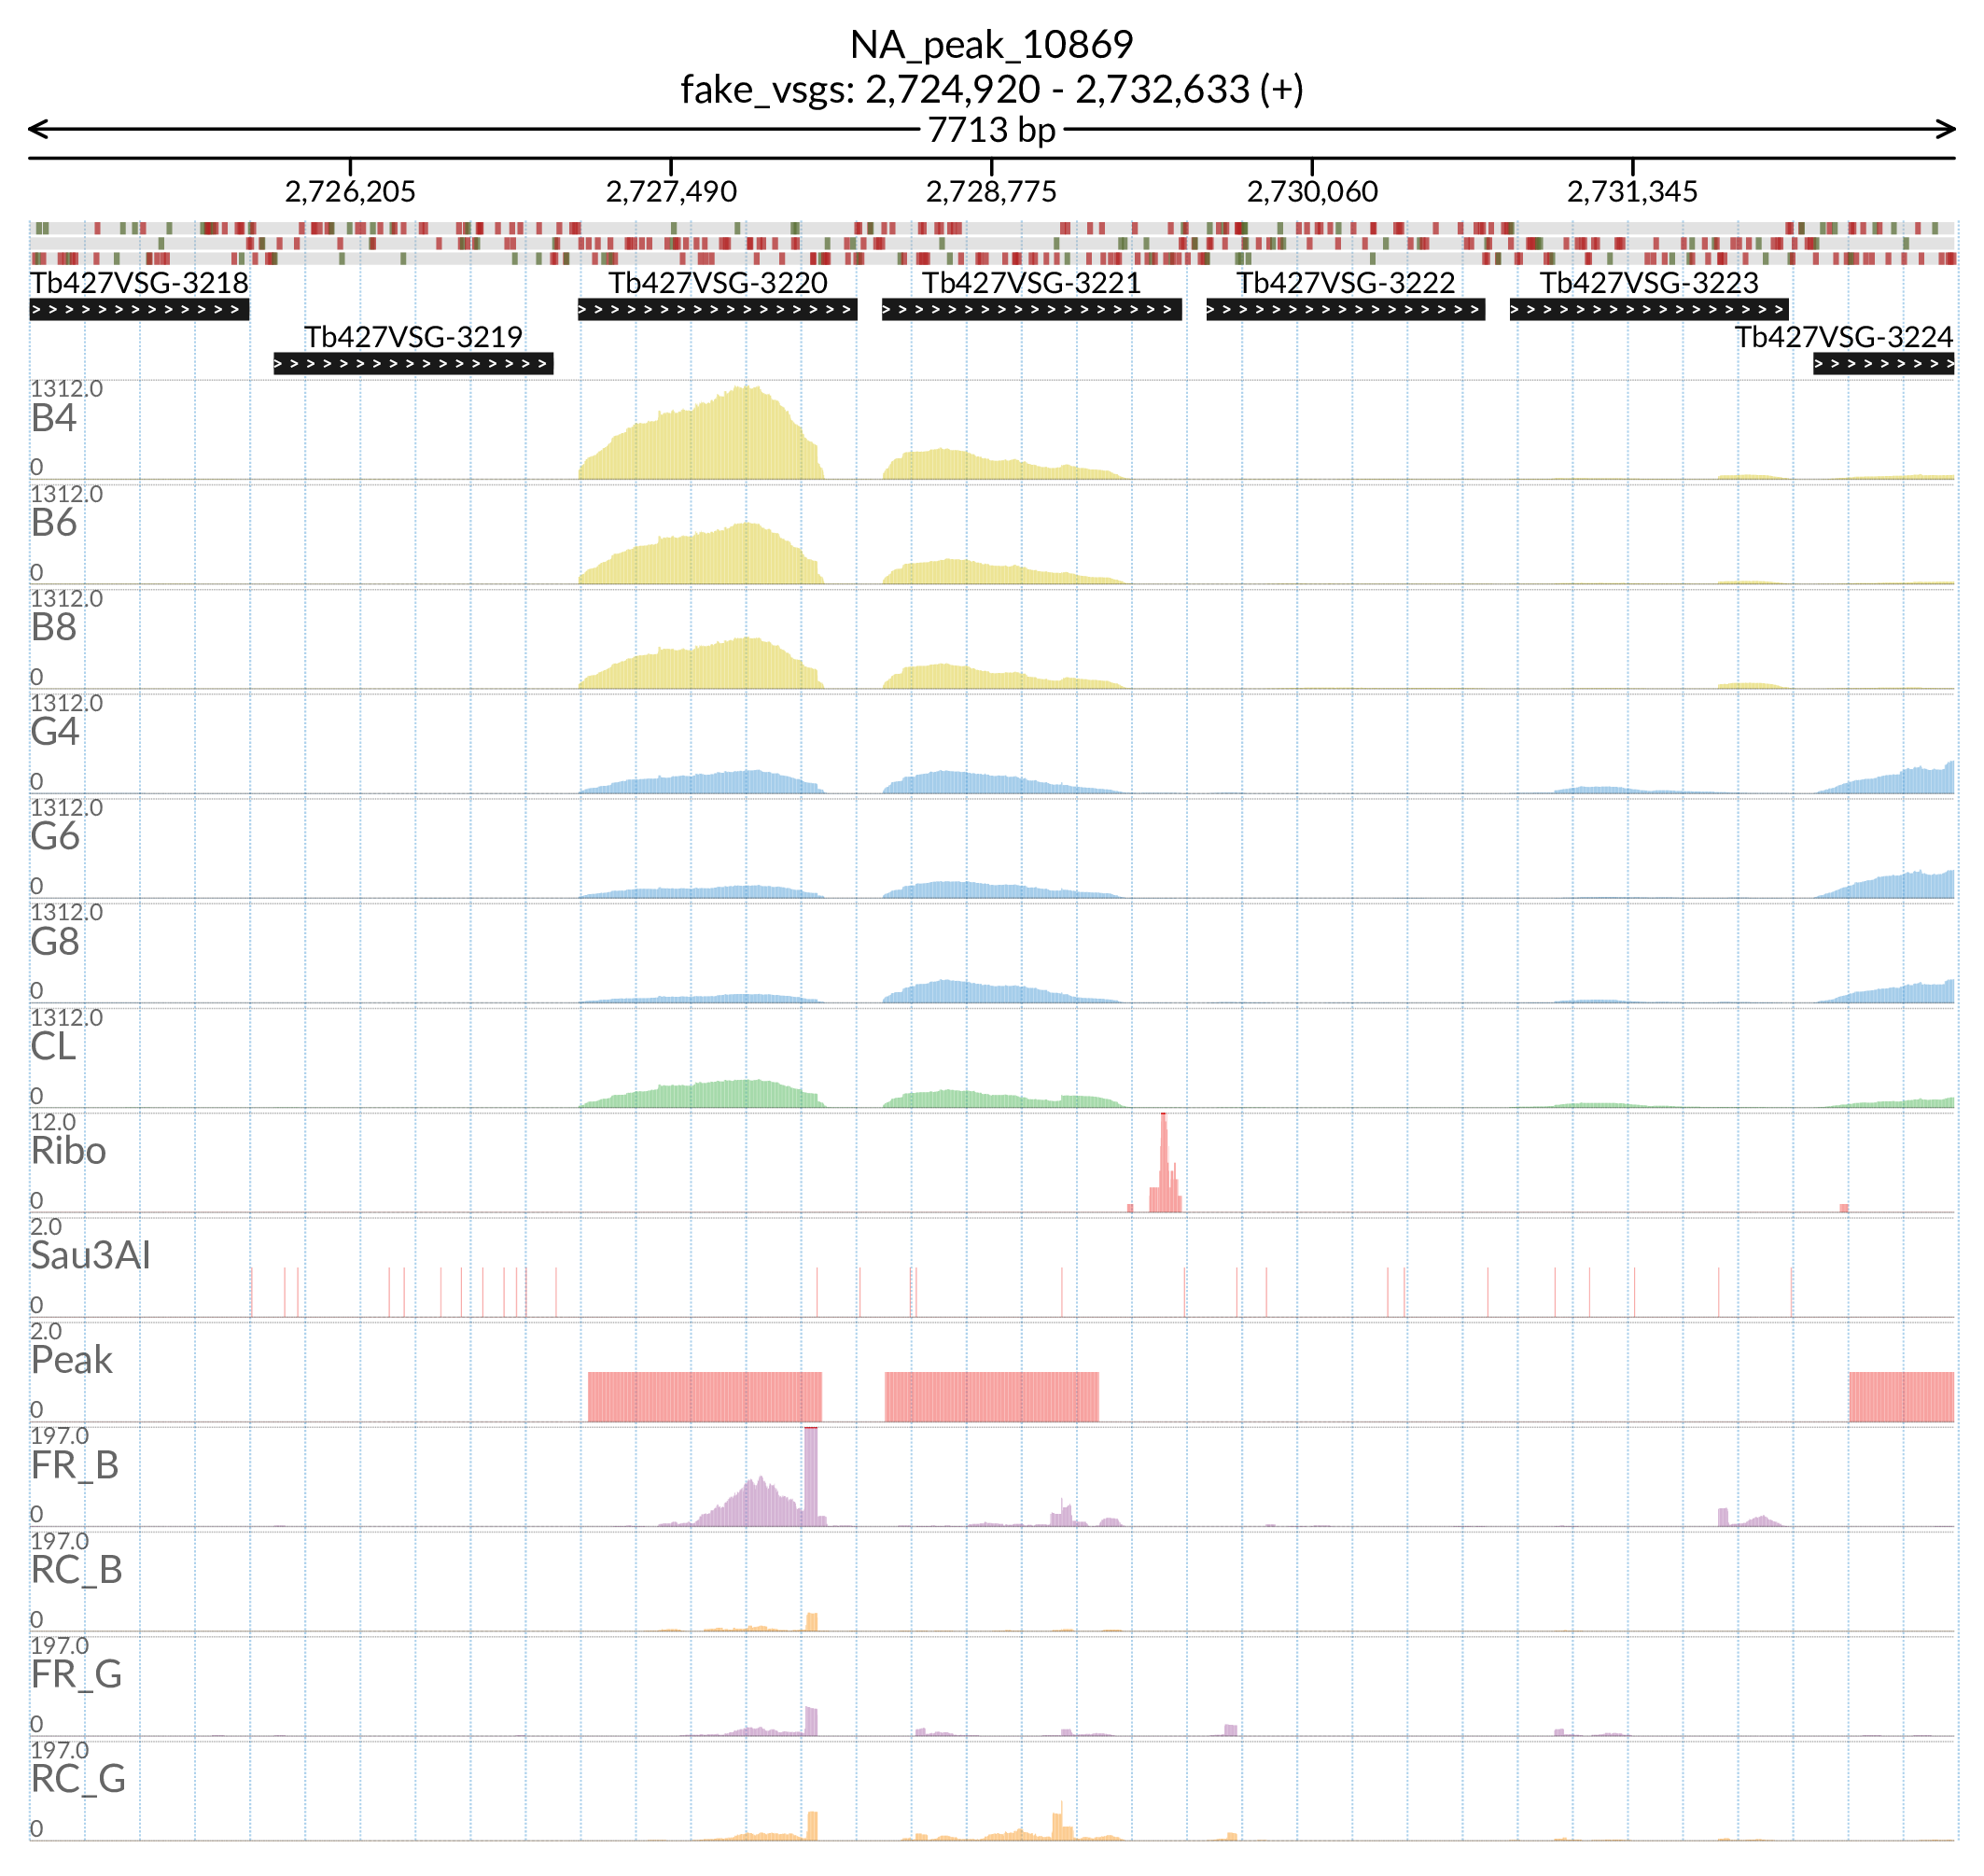 NA_peak_10869
fake_vsgs: 2,724,920 - 2,732,633 (+)
7713 bp
2,726,205 2,727,490 2,728,775 2,730,060 2,731,345
Tb427VSG-3218 Tb427VSG-3220 Tb427VSG-3221 Tb427VSG-3222 Tb427VSG-3223
Tb427VSG-3219 Tb427VSG-3224
1312.0
B4
0
1312.0
B6
0
1312.0
B8
0
1312.0
G4
0
1312.0
G6
0
1312.0
G8
0
1312.0
CL
0
12.0
Ribo
0
2.0
Sau3AI
0
2.0
Peak
0
197.0
FR_B
0
197.0
RC_B
0
197.0
FR_G
0
197.0
RC_G
0